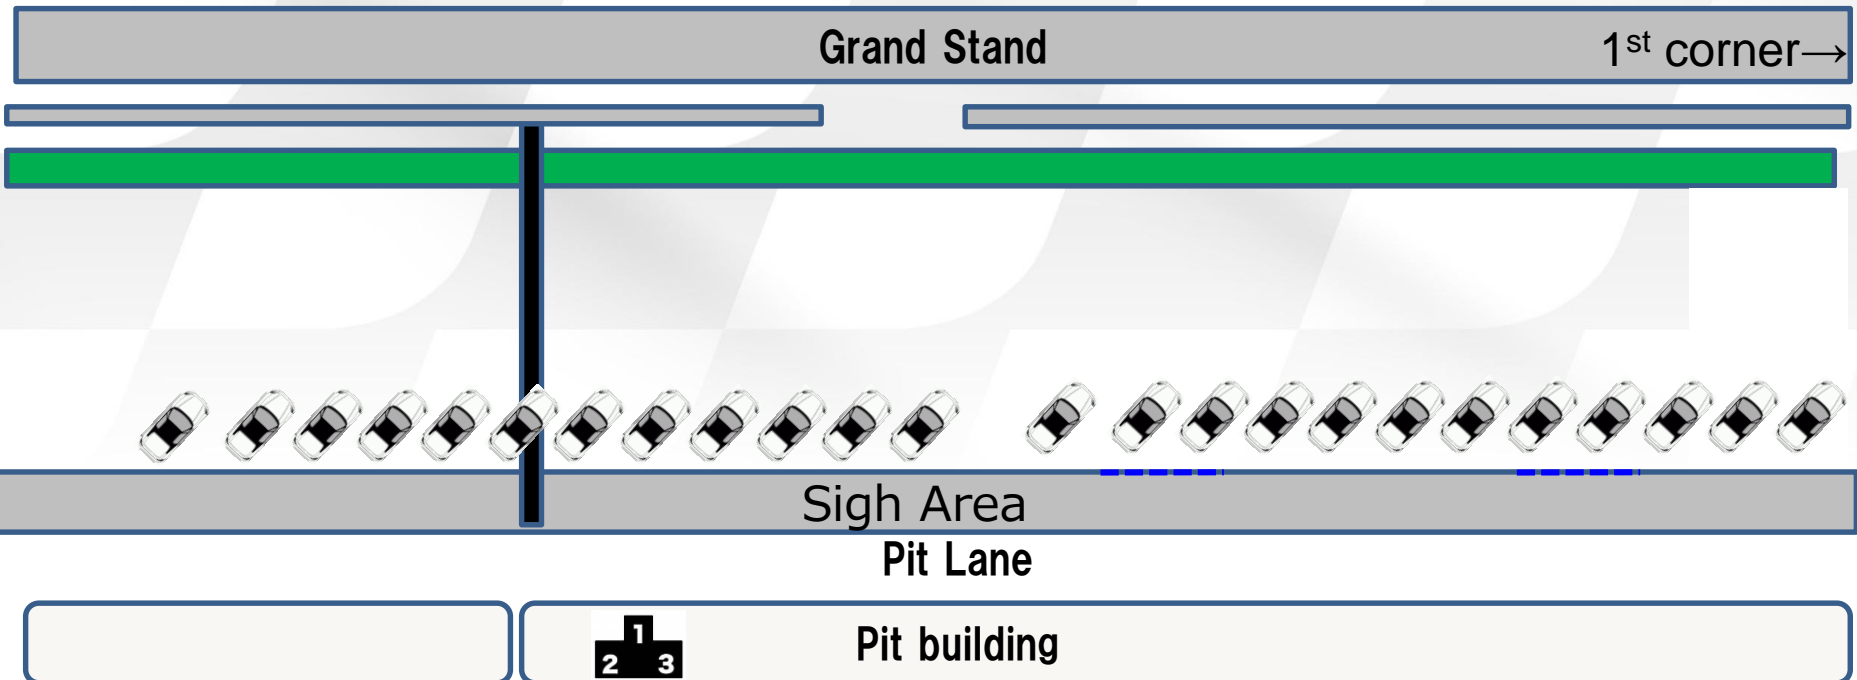 Grand Stand
1st corner→
Sigh Area
Pit Lane
1
2 3
Pit building